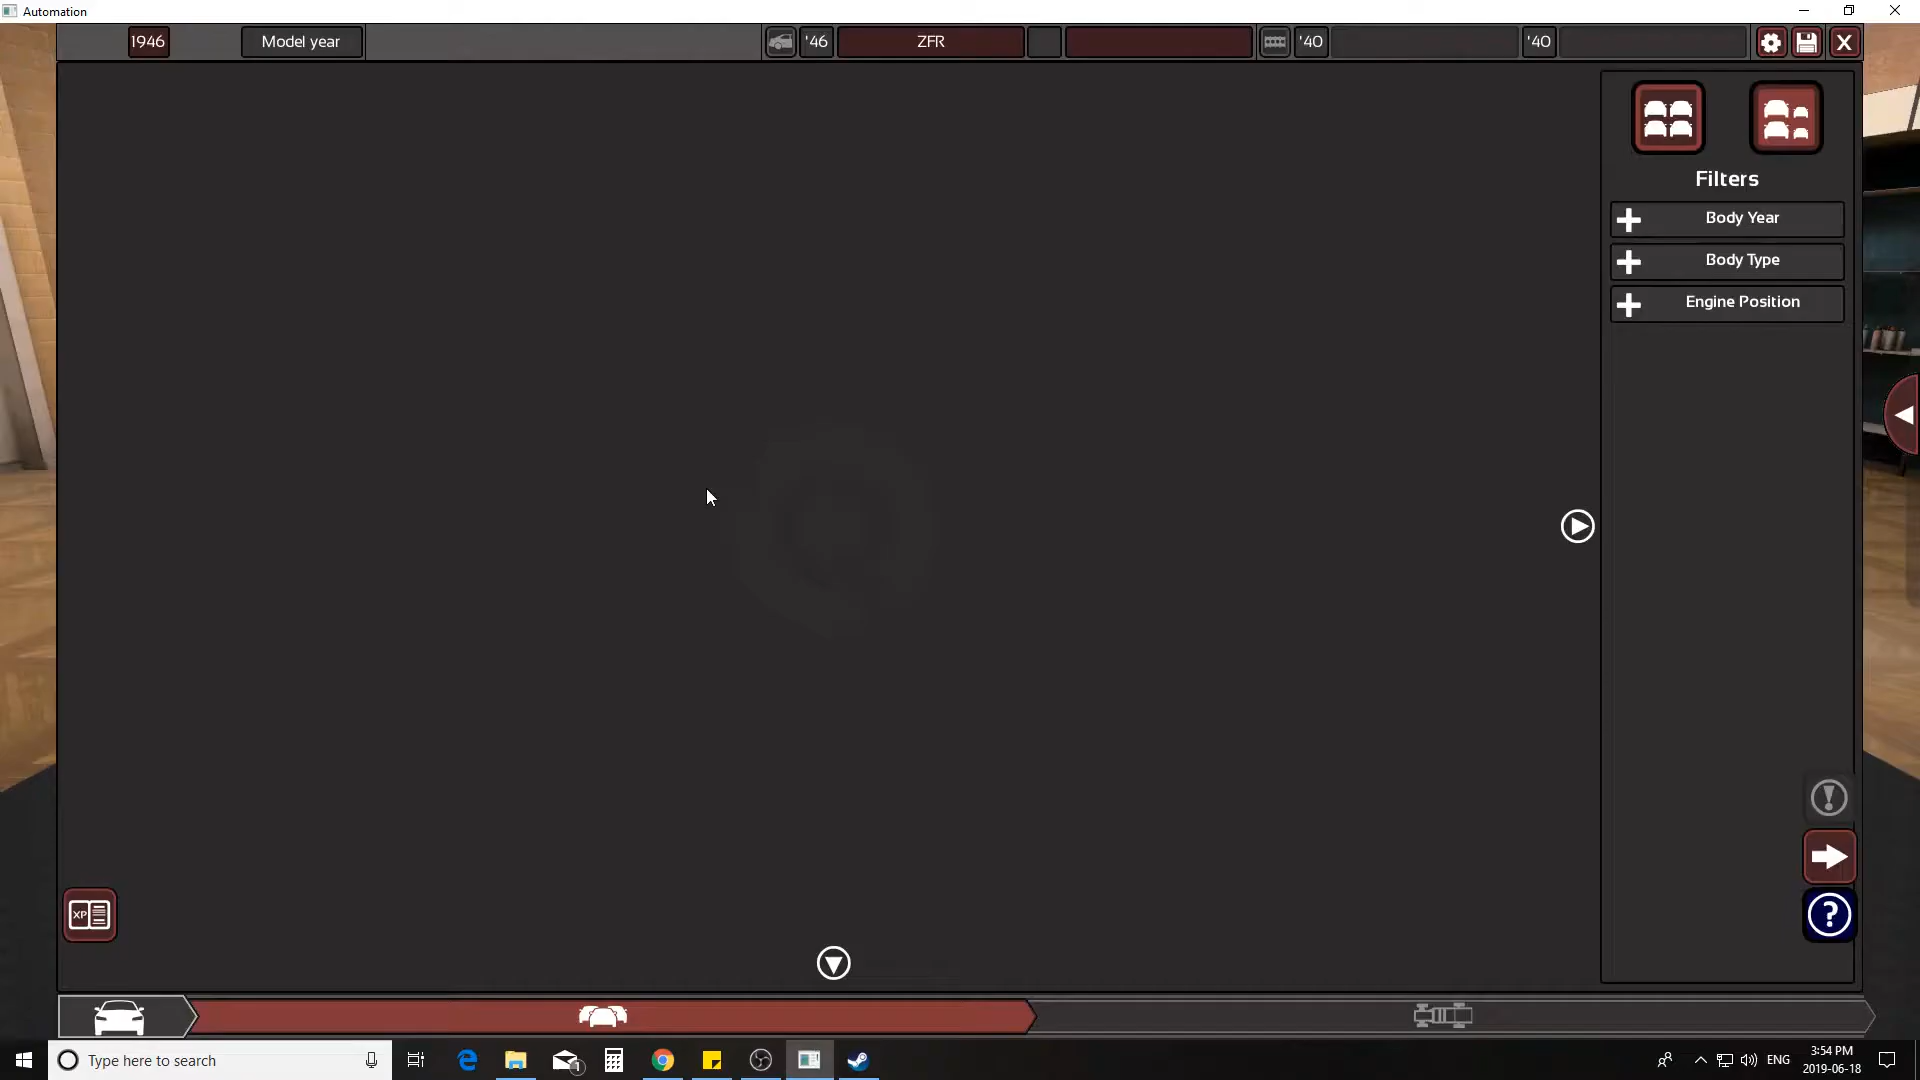 Automation
1946
Model year
'46
ZFR
'40
'40
Filters
Body Year
Body Type
Engine Position
XP
?
Type here to search
1
ENG
3:54 PM
2019-06-18